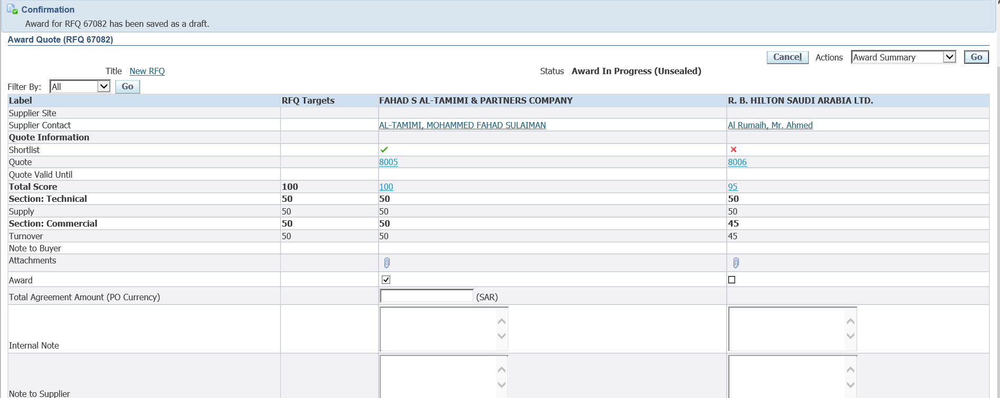 Confirmation
Award for RFQ 67082 has been saved as a draft.
Award Quote (RFQ 67082)
Cancel Actions Award Summary Go
Title New RFQ Status Award In Progress (Unsealed)
Filter By: All Go
Label RFQ Targets FAHAD S AL-TAMIMI & PARTNERS COMPANY R. B. HILTON SAUDI ARABIA LTD.
Supplier Site
Supplier Contact AL-TAMIMI, MOHAMMED FAHAD SULAIMAN Al Rumaih, Mr. Ahmed
Quote Information
Shortlist
Quote 8005 8006
Quote Valid Until
Total Score 100 100 95
Section: Technical 50 50 50
Supply 50 50 50
Section: Commercial 50 50 45
Turnover 50 50 45
Note to Buyer
Attachments
Award
Total Agreement Amount (PO Currency) (SAR)
Internal Note
Note to Supplier